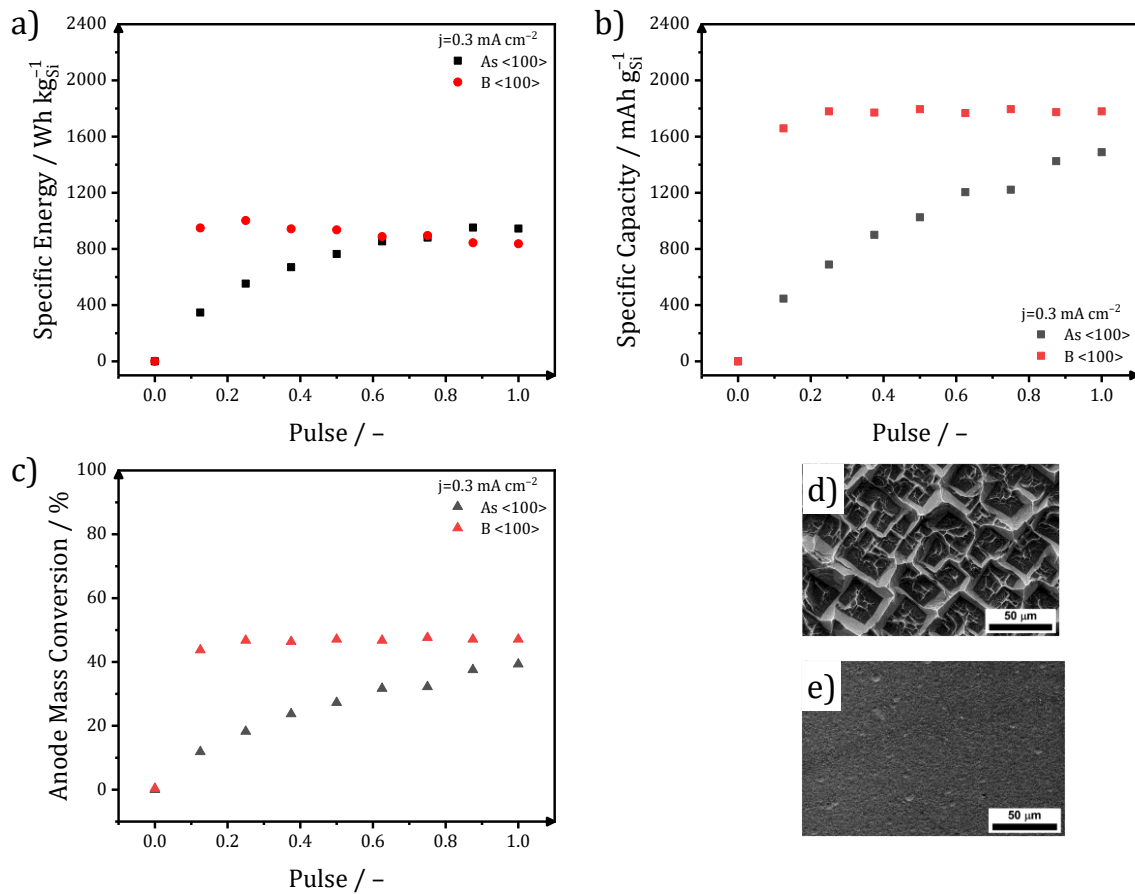 a)
Specific Energy / Wh kg⁻¹Si
2400
2000
1600
1200
800
400
0
0.0 0.2 0.4 0.6 0.8 1.0
Pulse / –
j=0.3 mA cm⁻²
As <100>
B <100>
b)
Specific Capacity / mAh g⁻¹Si
2400
2000
1600
1200
800
400
0
0.0 0.2 0.4 0.6 0.8 1.0
Pulse / –
j=0.3 mA cm⁻²
As <100>
B <100>
c)
Anode Mass Conversion / %
100
80
60
40
20
0
0.0 0.2 0.4 0.6 0.8 1.0
Pulse / –
j=0.3 mA cm⁻²
As <100>
B <100>
d)
50 μm
e)
50 μm